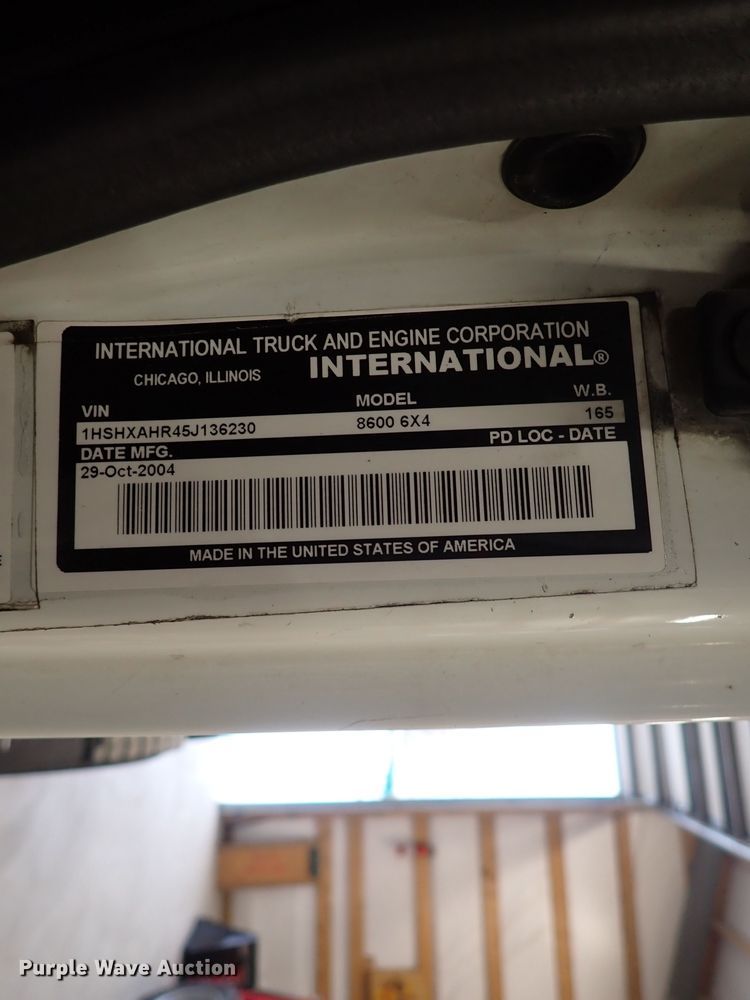 INTERNATIONAL TRUCK AND ENGINE CORPORATION
CHICAGO, ILLINOIS INTERNATIONAL®
VIN MODEL W.B.
1HSHXAHR45J136230 8600 6X4 165
DATE MFG. PD LOC - DATE
29-Oct-2004
MADE IN THE UNITED STATES OF AMERICA
E
Purple Wave Auction